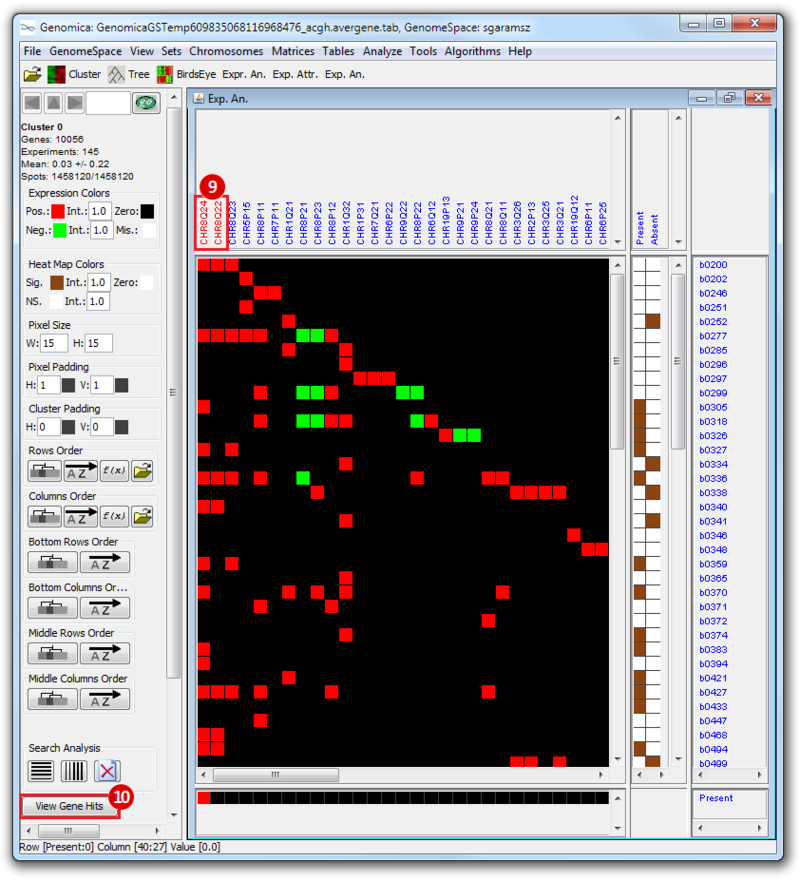 Genomica: GenomicaGSTemp609835068116968476_acgh.avergene.tab, GenomeSpace: sgaramsz
File GenomeSpace View Sets Chromosomes Matrices Tables Analyze Tools Algorithms Help
Cluster Tree BirdsEye Expr. An. Exp. Attr. Exp. An.
go
Cluster 0
Genes: 10056
Experiments: 145
Mean: 0.03 +/- 0.22
Spots: 1458120/1458120
Expression Colors
Pos.: Int.: 1.0 Zero:
Neg.: Int.: 1.0 Mis.:
Heat Map Colors
Sig. Int.: 1.0 Zero:
NS. Int.: 1.0
Pixel Size
W: 15 H: 15
Pixel Padding
H: 1 V: 1
Cluster Padding
H: 0 V: 0
Rows Order
A Z f(x)
Columns Order
A Z f(x)
Bottom Rows Order
A Z
Bottom Columns Or...
A Z
Middle Rows Order
A Z
Middle Columns Order
A Z
Search Analysis
View Gene Hits
10
Exp. An.
9
CHR8Q24
CHR8Q22
CHR8Q23
CHR5P15
CHR8P11
CHR7P11
CHR1Q21
CHR8P21
CHR8P23
CHR8P12
CHR1Q32
CHR1P31
CHR7Q21
CHR6P22
CHR9Q22
CHR8P22
CHR6Q12
CHR19P13
CHR9P21
CHR9P24
CHR8Q21
CHR8Q11
CHR3Q26
CHR2P13
CHR3Q25
CHR3Q21
CHR19Q12
CHR6P11
CHR6P25
Present
Absent
b0200
b0202
b0246
b0251
b0252
b0277
b0285
b0296
b0297
b0299
b0305
b0318
b0326
b0327
b0334
b0336
b0338
b0340
b0341
b0346
b0348
b0359
b0365
b0370
b0371
b0372
b0374
b0383
b0394
b0421
b0427
b0433
b0447
b0468
b0494
b0499
Present
Row [Present:0] Column [40:27] Value [0.0]